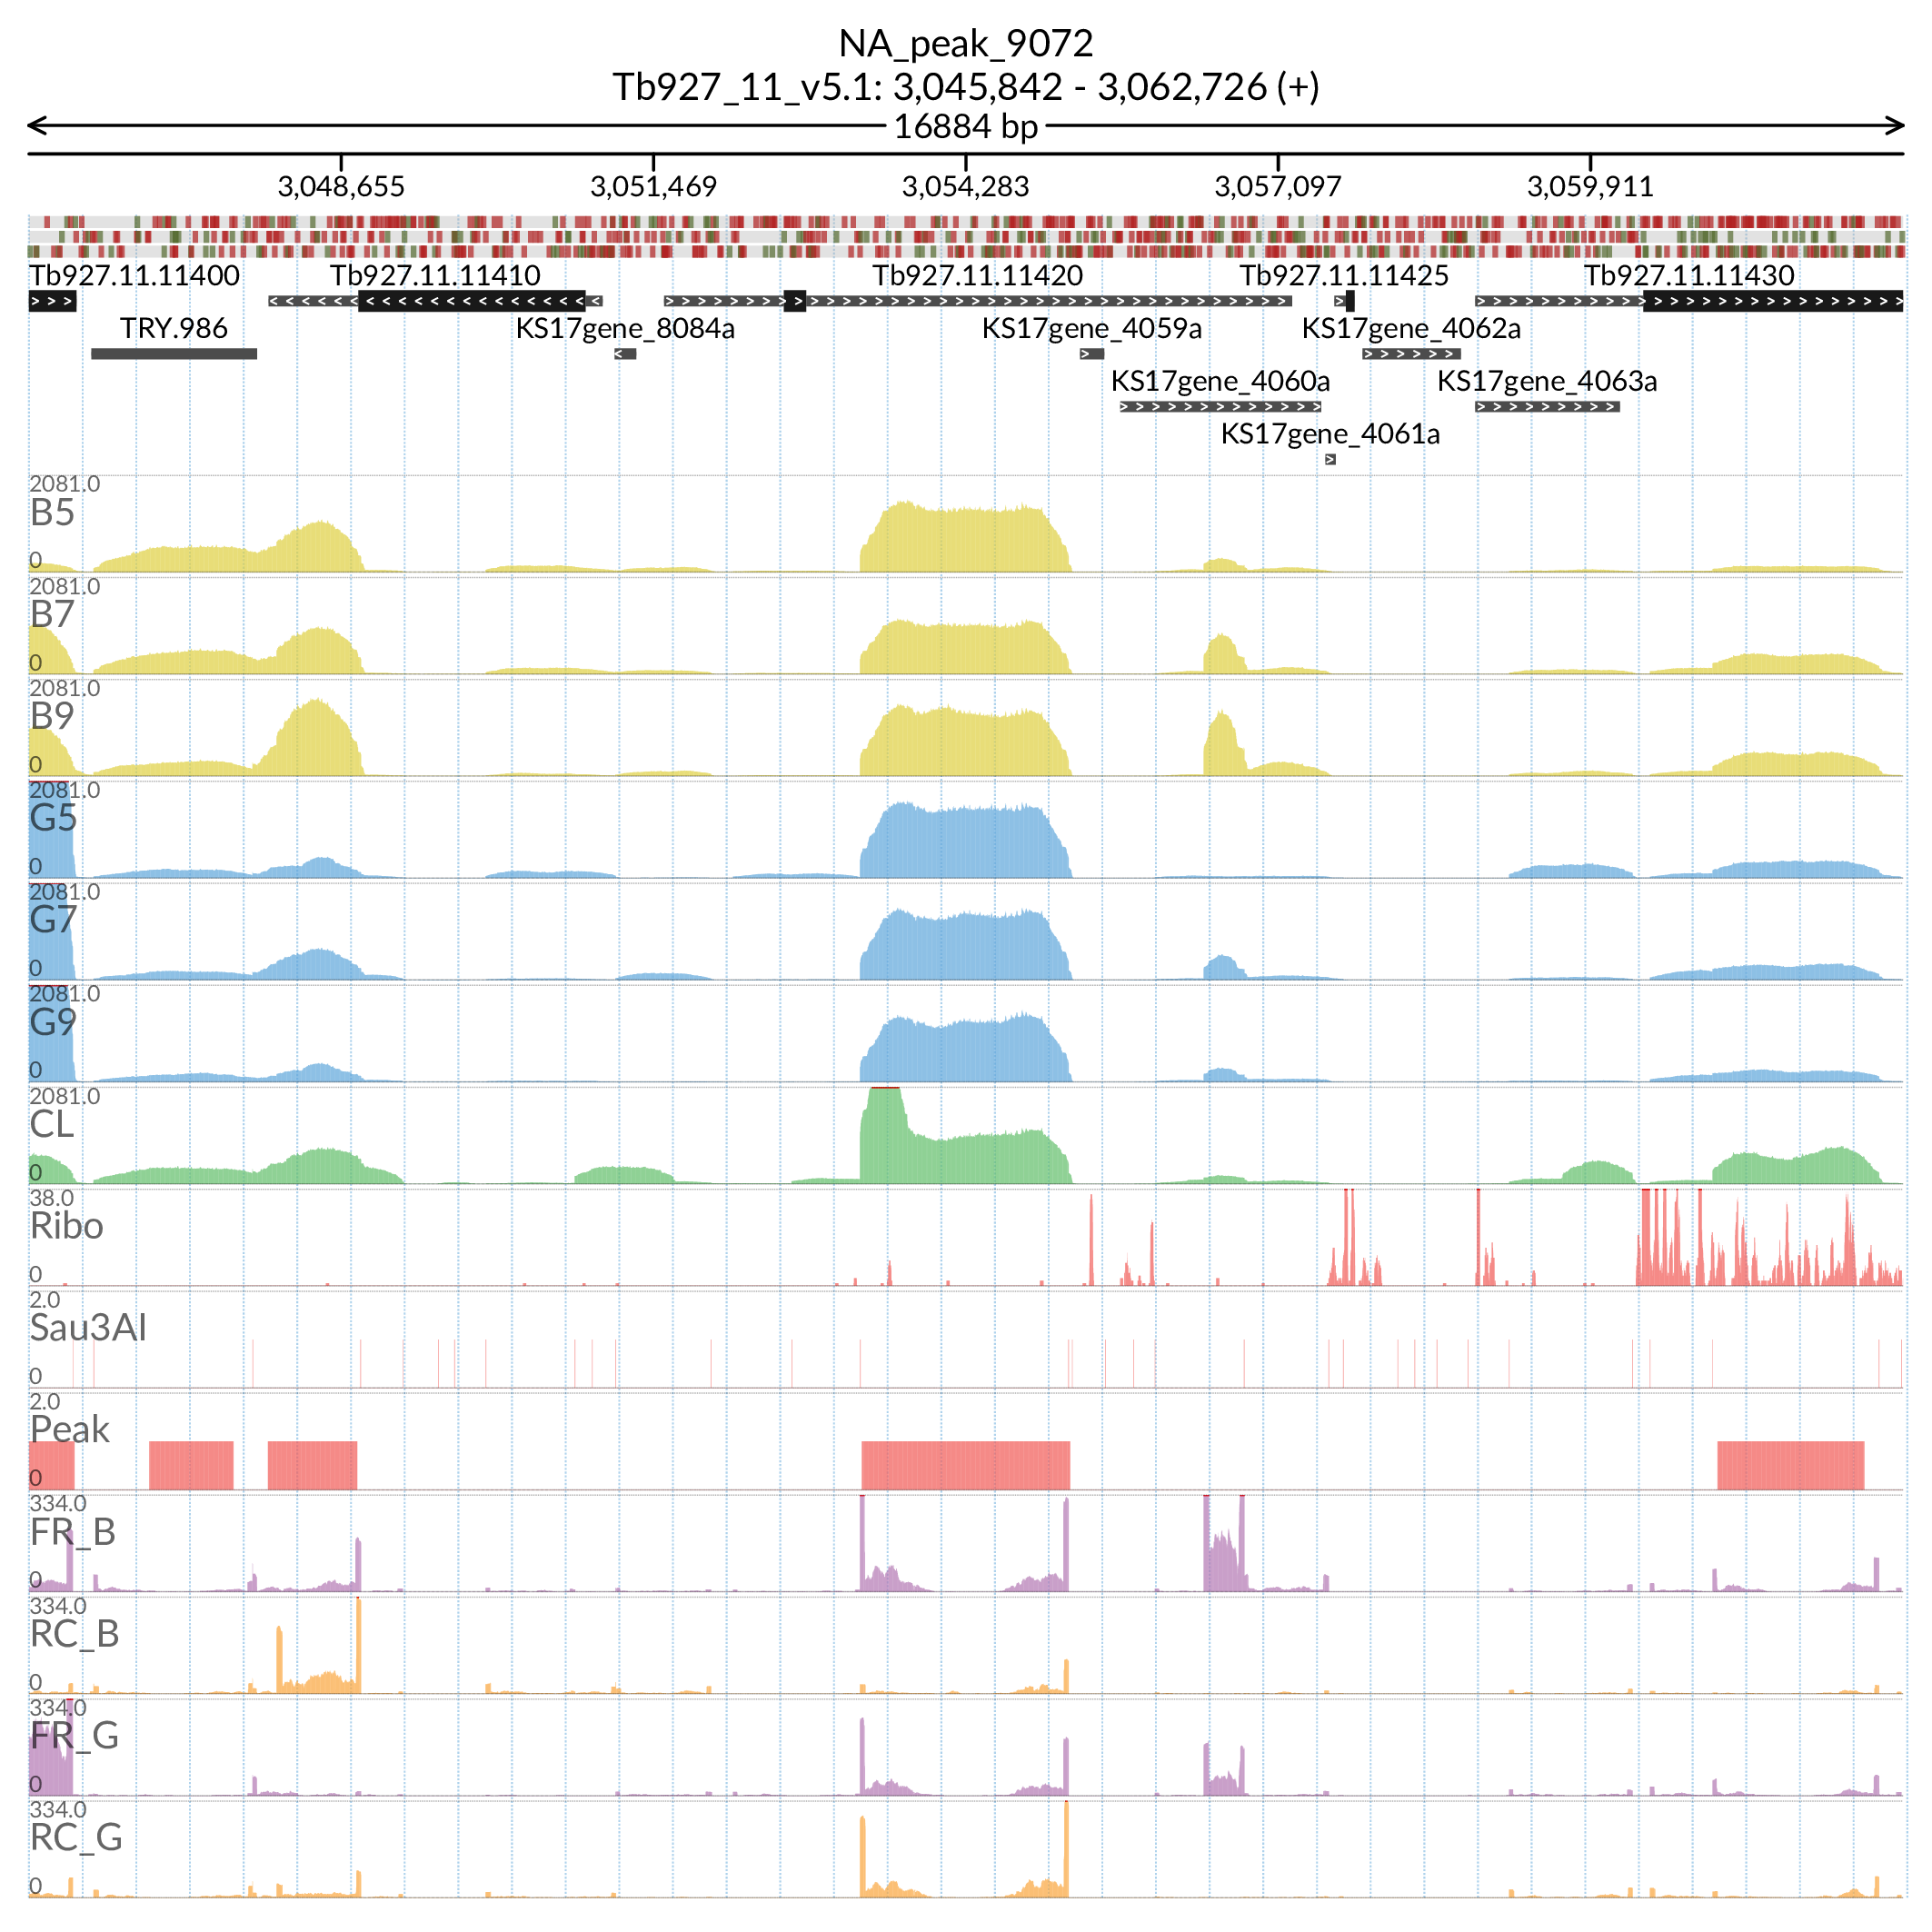 NA_peak_9072
Tb927_11_v5.1: 3,045,842 - 3,062,726 (+)
16884 bp
3,048,655 3,051,469 3,054,283 3,057,097 3,059,911
Tb927.11.11400 Tb927.11.11410 Tb927.11.11420 Tb927.11.11425 Tb927.11.11430
TRY.986 KS17gene_8084a KS17gene_4059a KS17gene_4062a
KS17gene_4060a KS17gene_4063a
KS17gene_4061a
2081.0
B5
0
2081.0
B7
0
2081.0
B9
0
2081.0
G5
0
2081.0
G7
0
2081.0
G9
0
2081.0
CL
0
38.0
Ribo
0
2.0
Sau3AI
0
2.0
Peak
0
334.0
FR_B
0
334.0
RC_B
0
334.0
FR_G
0
334.0
RC_G
0